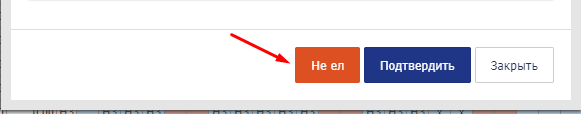 Не ел Подтвердить Закрыть